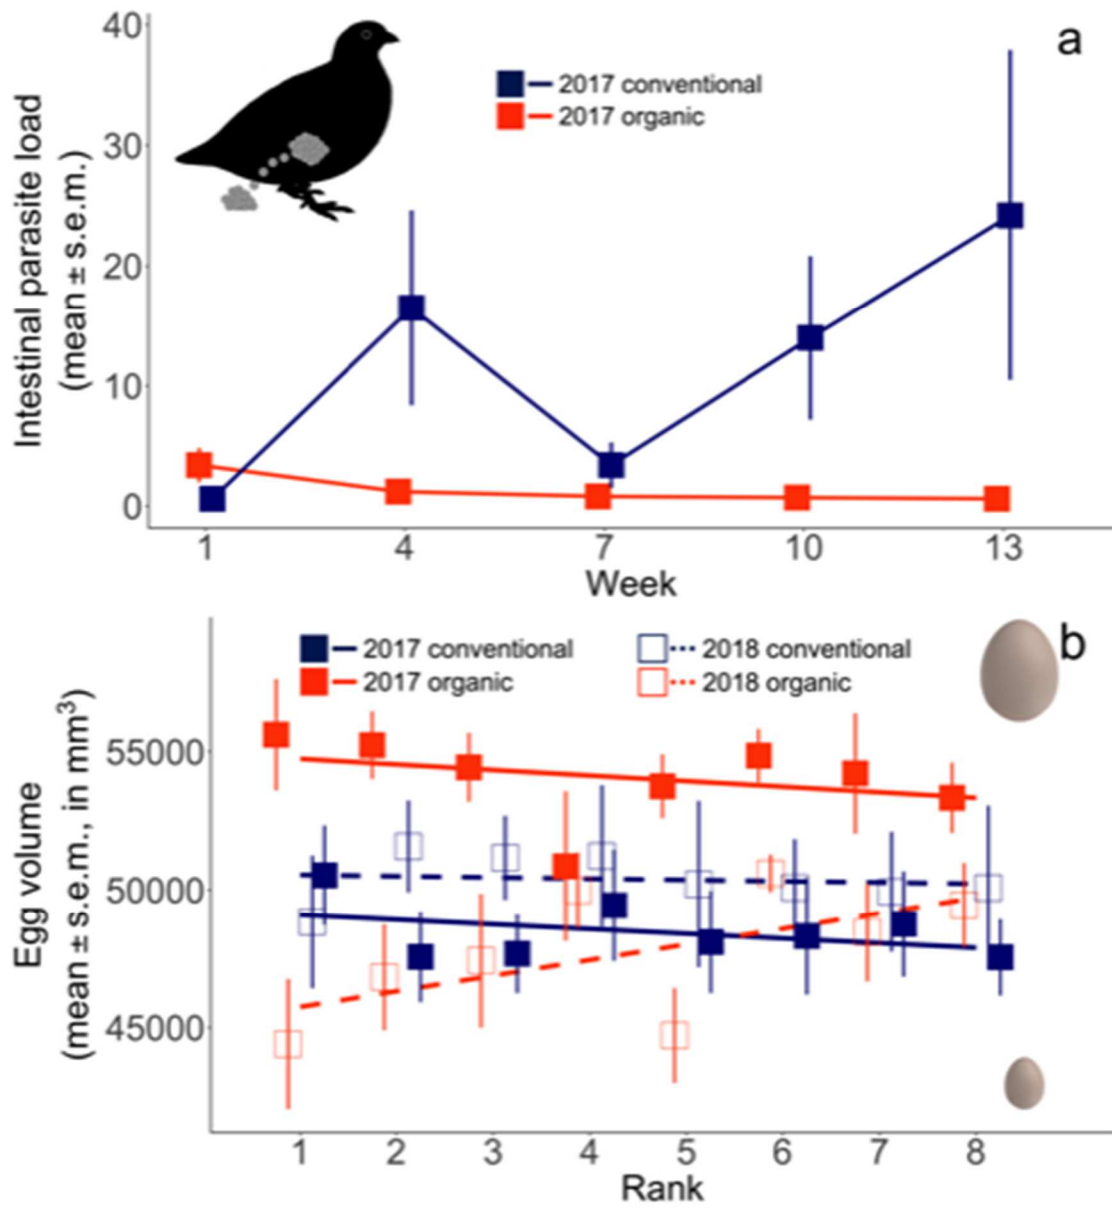 a
40
30
20
10
0
Intestinal parasite load
(mean ± s.e.m.)
2017 conventional
2017 organic
1 4 7 10 13
Week
b
2017 conventional 2018 conventional
2017 organic 2018 organic
55000
50000
45000
Egg volume
(mean ± s.e.m., in mm³)
1 2 3 4 5 6 7 8
Rank